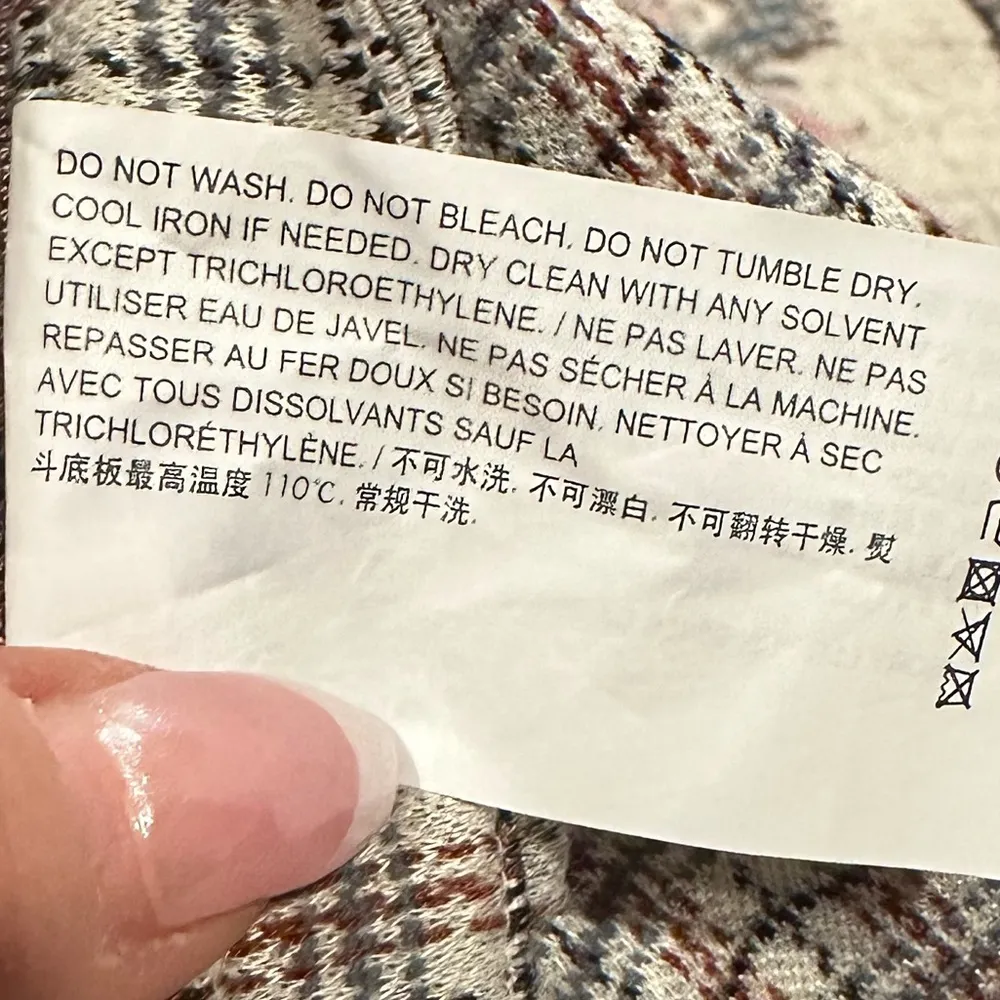 DO NOT WASH. DO NOT BLEACH. DO NOT TUMBLE DRY.
COOL IRON IF NEEDED. DRY CLEAN WITH ANY SOLVENT
EXCEPT TRICHLOROETHYLENE. / NE PAS LAVER. NE PAS
UTILISER EAU DE JAVEL. NE PAS SÉCHER À LA MACHINE.
REPASSER AU FER DOUX SI BESOIN. NETTOYER À SEC
AVEC TOUS DISSOLVANTS SAUF LA
TRICHLORÉTHYLÈNE. / 不可水洗. 不可漂白. 不可翻转干燥. 熨
斗底板最高温度 110℃. 常规干洗.